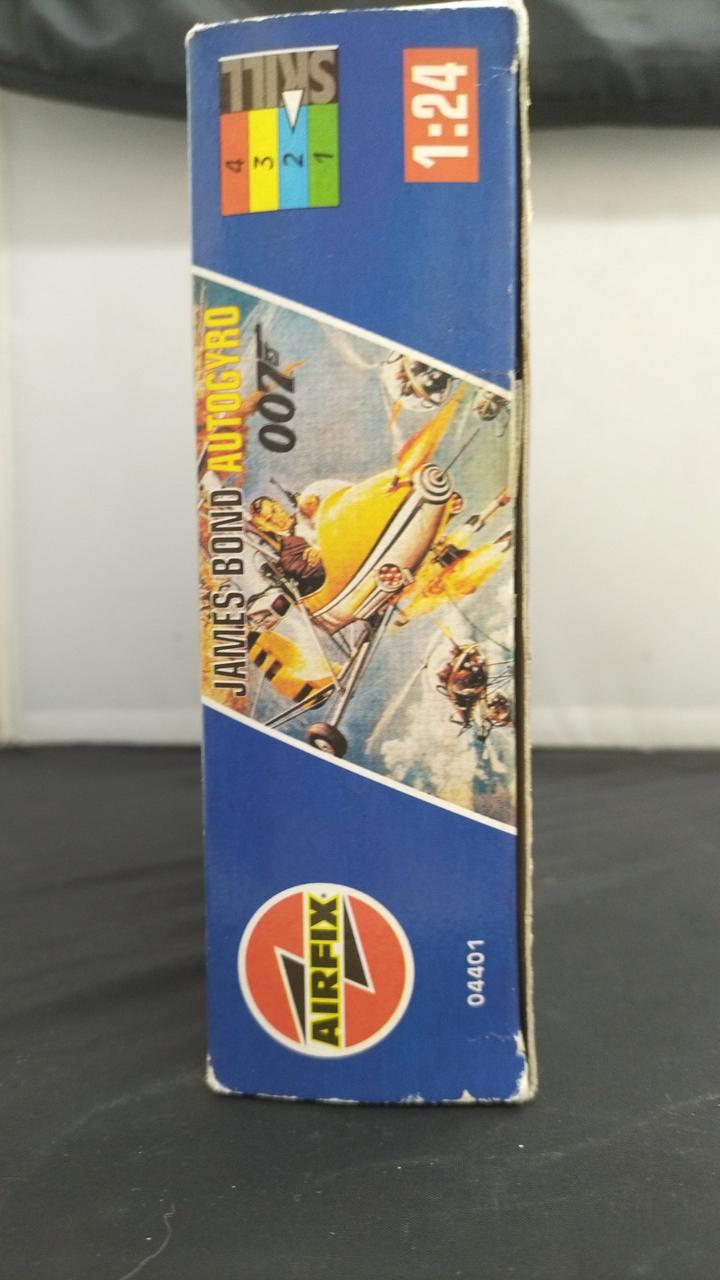 AIRFIX
04401
JAMES BOND AUTOGYRO
007
SKILL
1
2
3
4
1:24